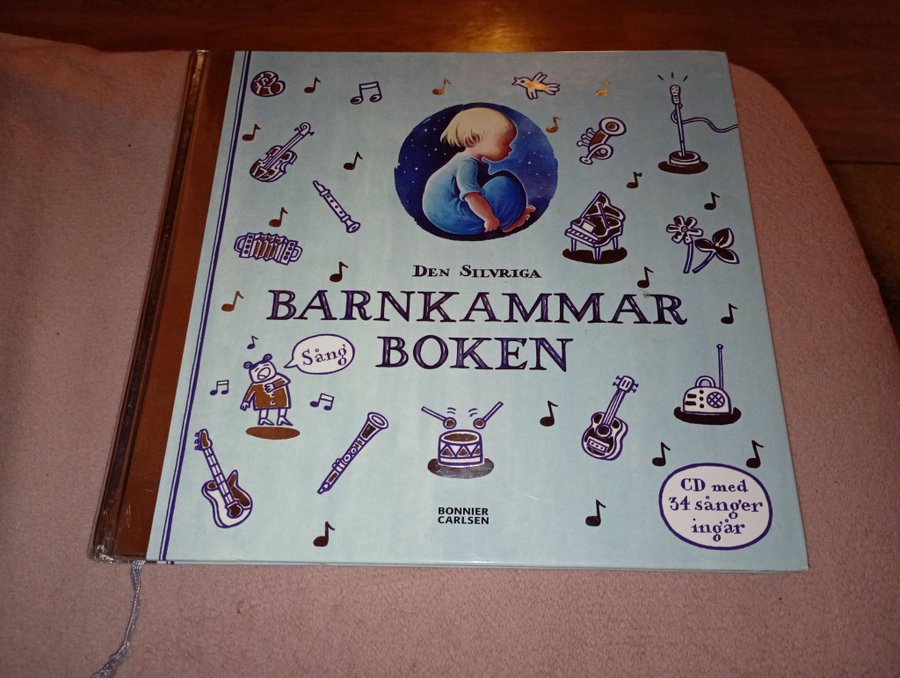 DEN SILVRIGA
BARNKAMMAR
BOKEN
Sång
CD med
34 sånger
ingår
BONNIER
CARLSEN